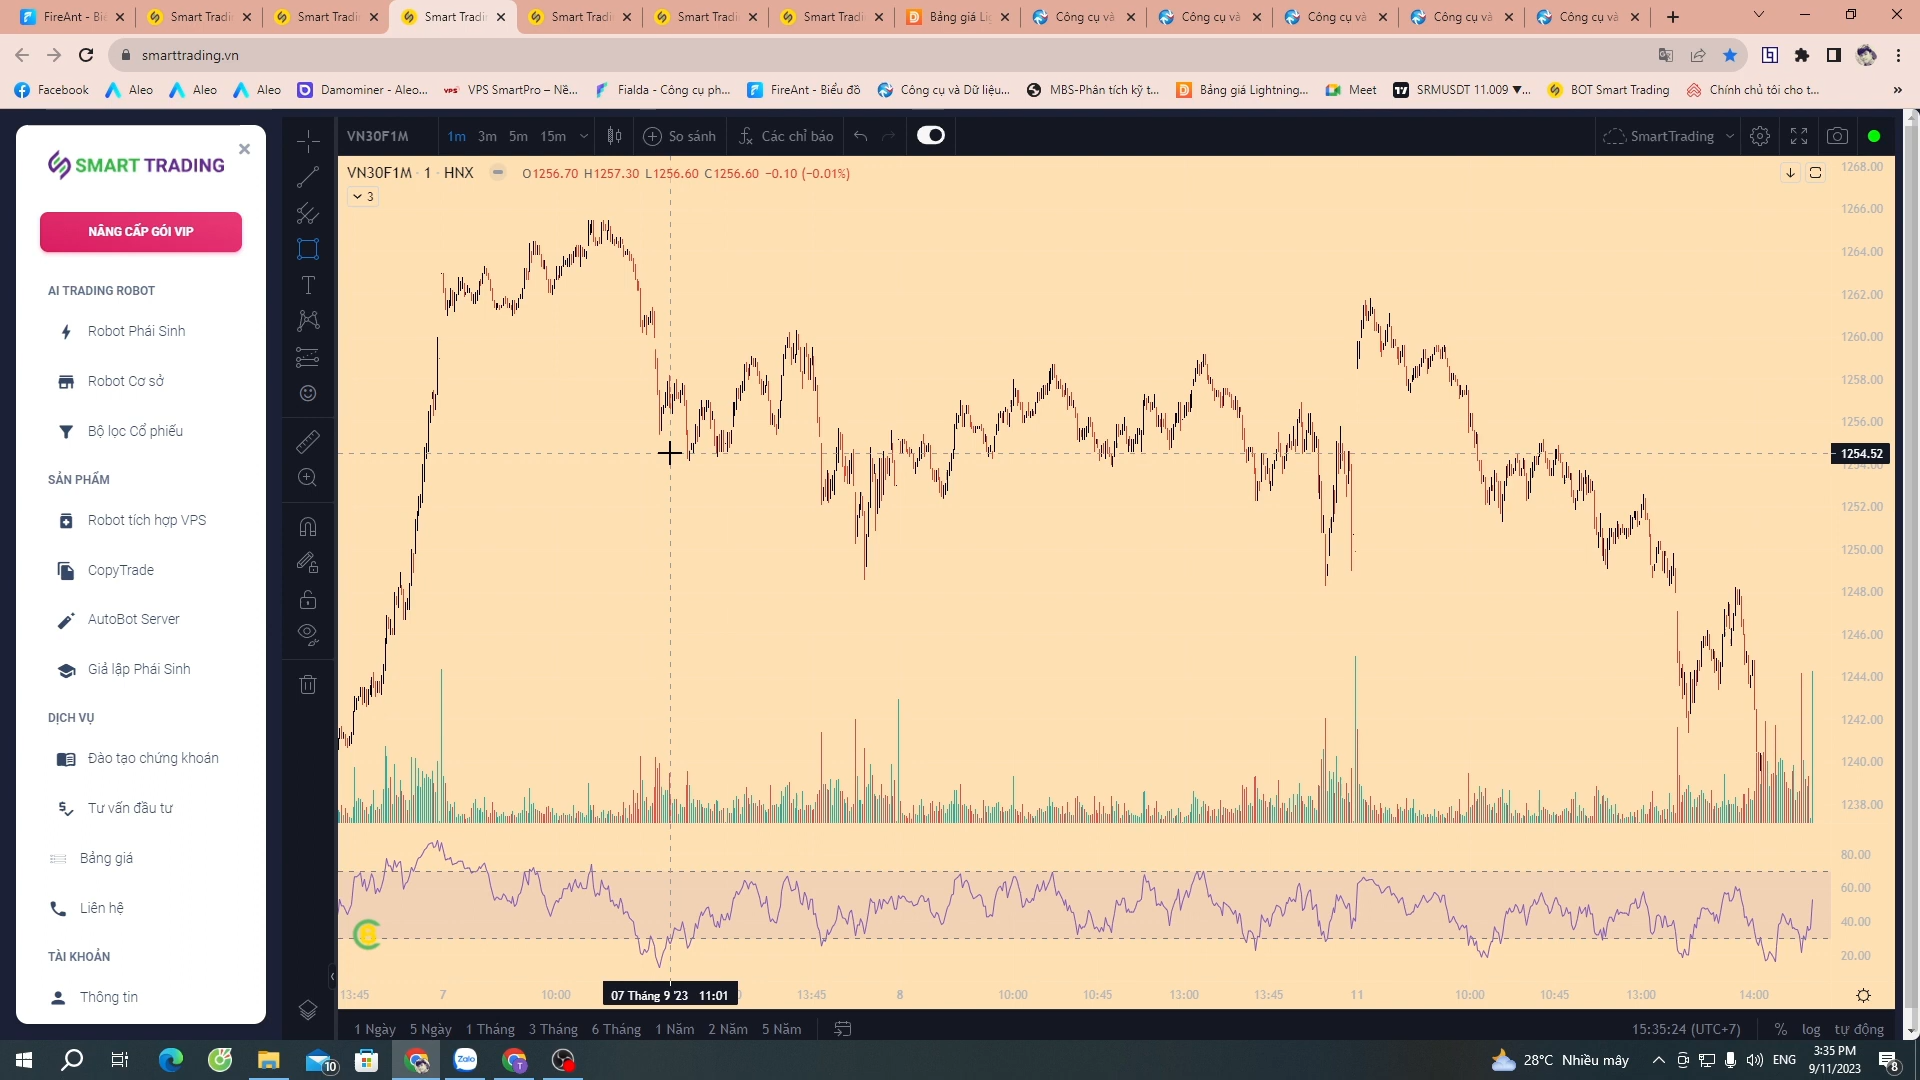 FireAnt - Biể
Smart Tradi
Smart Tradi
Smart Tradi
Smart Tradi
Smart Tradi
Smart Tradi
Bảng giá Lig
Công cụ và
Công cụ và
Công cụ và
Công cụ và
Công cụ và
smarttrading.vn
Facebook
Aleo
Aleo
Aleo
Damominer - Aleo...
VPS SmartPro – Nề...
Fialda - Công cụ ph...
FireAnt - Biểu đồ
Công cụ và Dữ liệu...
MBS-Phân tích kỹ t...
Bảng giá Lightning...
Meet
SRMUSDT 11.009 ▼...
BOT Smart Trading
Chính chủ tôi cho t...
SMART TRADING
NÂNG CẤP GÓI VIP
AI TRADING ROBOT
Robot Phái Sinh
Robot Cơ sở
Bộ lọc Cổ phiếu
SẢN PHẨM
Robot tích hợp VPS
CopyTrade
AutoBot Server
Giả lập Phái Sinh
DỊCH VỤ
Đào tạo chứng khoán
Tư vấn đầu tư
Bảng giá
Liên hệ
TÀI KHOẢN
Thông tin
VN30F1M
1m 3m 5m 15m
So sánh
Các chỉ báo
SmartTrading
VN30F1M · 1 · HNX
O1256.70 H1257.30 L1256.60 C1256.60 −0.10 (−0.01%)
3
1268.00
1266.00
1264.00
1262.00
1260.00
1258.00
1256.00
1254.52
1254.00
1252.00
1250.00
1248.00
1246.00
1244.00
1242.00
1240.00
1238.00
80.00
60.00
40.00
20.00
13:45 7 10:00 07 Tháng 9 '23 11:01 13:45 8 10:00 10:45 13:00 13:45 11 10:00 10:45 13:00 14:00
1 Ngày 5 Ngày 1 Tháng 3 Tháng 6 Tháng 1 Năm 2 Năm 5 Năm
15:35:24 (UTC+7) % log tự động
10
Zalo
T
28°C Nhiều mây
ENG
3:35 PM
9/11/2023
8